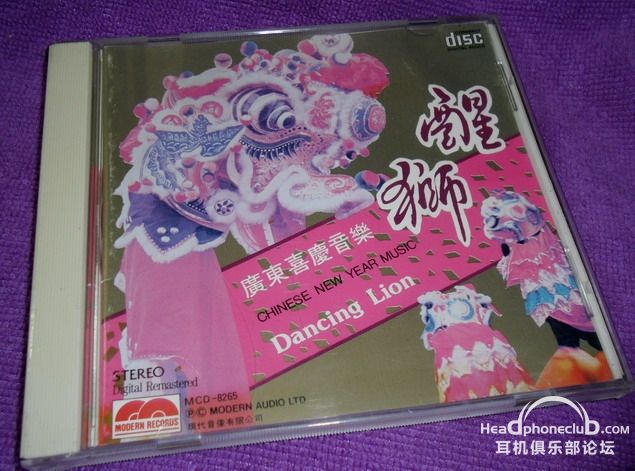 disc
醒
獅
廣東喜慶音樂
CHINESE NEW YEAR MUSIC
Dancing Lion
STEREO
Digital Remastered
MODERN RECORDS
MCD-8265
℗© MODERN AUDIO LTD
現代音像有限公司
HeadphoneClub.com
耳机俱乐部论坛